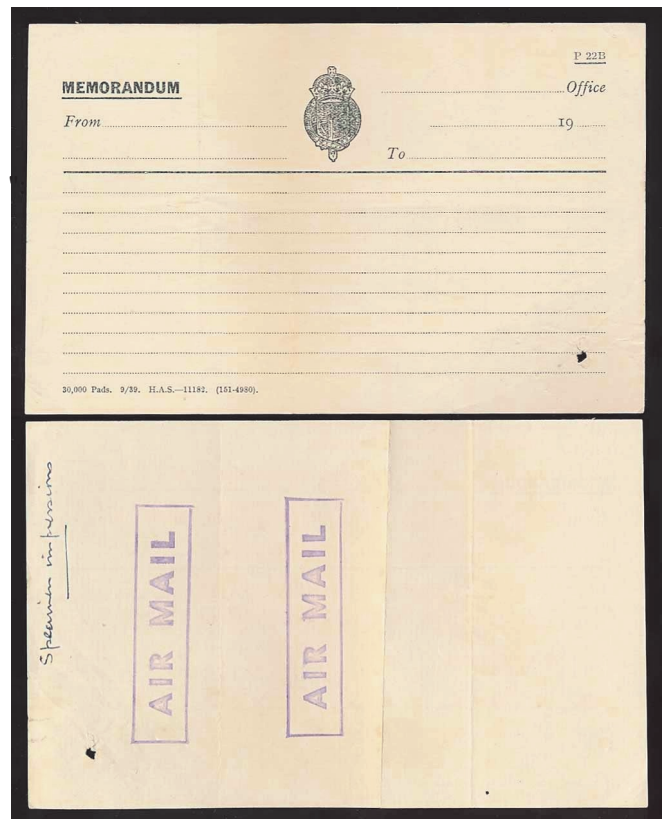 P 22B
MEMORANDUM
Office
From
19
To
30,000 Pads. 9/39. H.A.S.—11182. (151-4980).
Specimen impressions
AIR MAIL
AIR MAIL